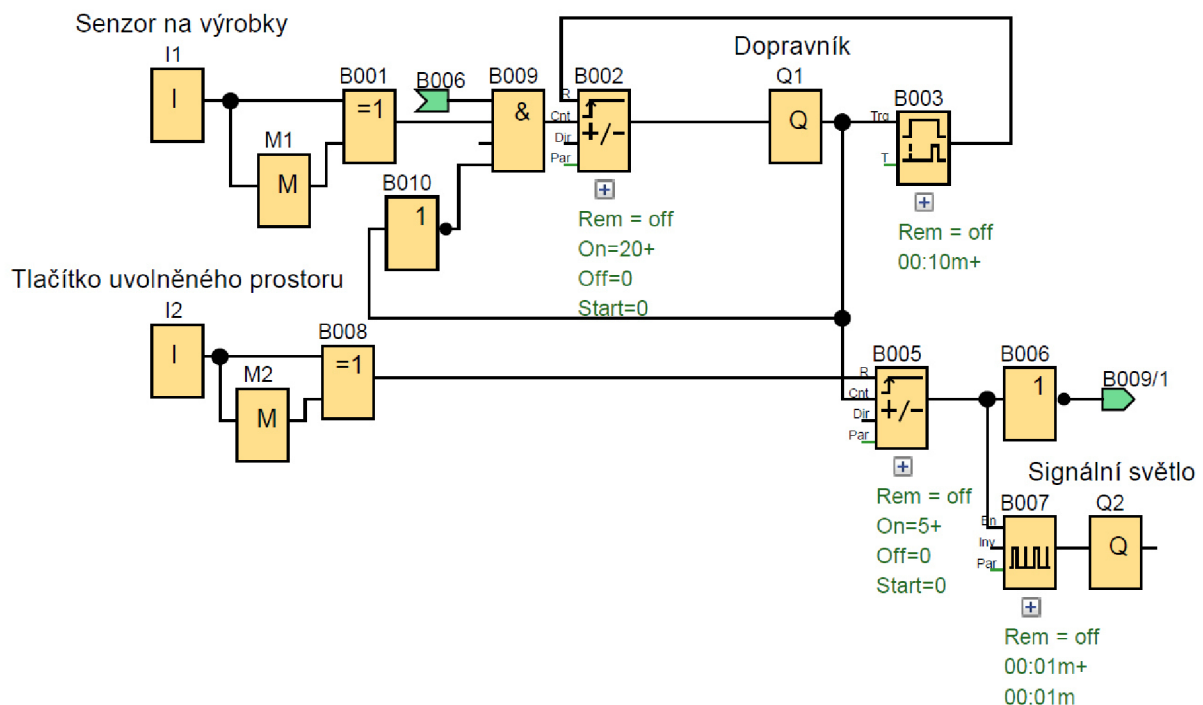 Senzor na výrobky
I1
I
M1
M
B001
=1
B006
B009
&
B010
1
B002
R
Cnt
Dir
Par
+/-
Rem = off
On=20+
Off=0
Start=0
Dopravník
Q1
Q
B003
Trg
T
Rem = off
00:10m+
Tlačítko uvolněného prostoru
I2
I
M2
M
B008
=1
B005
R
Cnt
Dir
Par
+/-
Rem = off
On=5+
Off=0
Start=0
B006
1
B009/1
Signální světlo
B007
En
Inv
Par
Rem = off
00:01m+
00:01m
Q2
Q